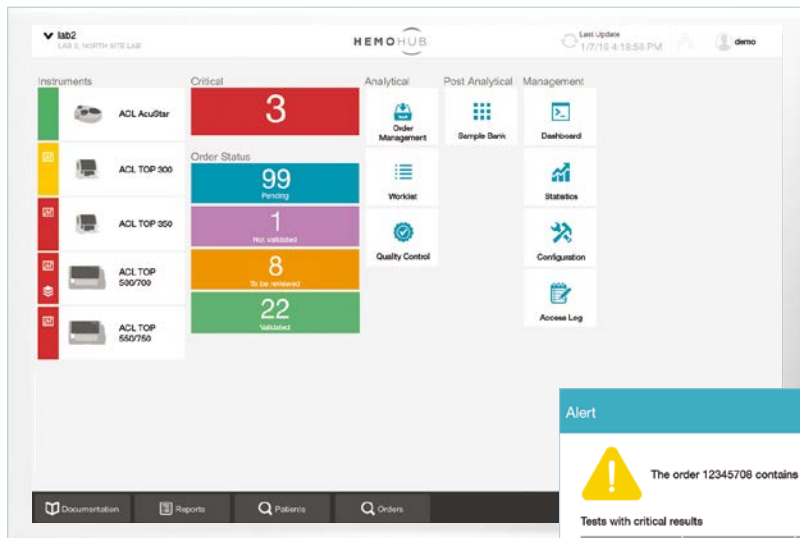 lab2
LAB 2, NORTH SITE LAB
HEMOHUB
Last Update
1/7/16 4:18:58 PM
demo
Instruments
Critical
Analytical
Post Analytical
Management
ACL AcuStar
3
Order
Management
Sample Bank
Dashboard
ACL TOP 300
Order Status
99
Pending
Worklist
Statistics
ACL TOP 350
1
Not validated
Quality Control
Configuration
ACL TOP
500/700
8
To be reviewed
Access Log
ACL TOP
550/750
22
Validated
Alert
The order 12345706 contains
Tests with critical results
Documentation
Reports
Patients
Orders